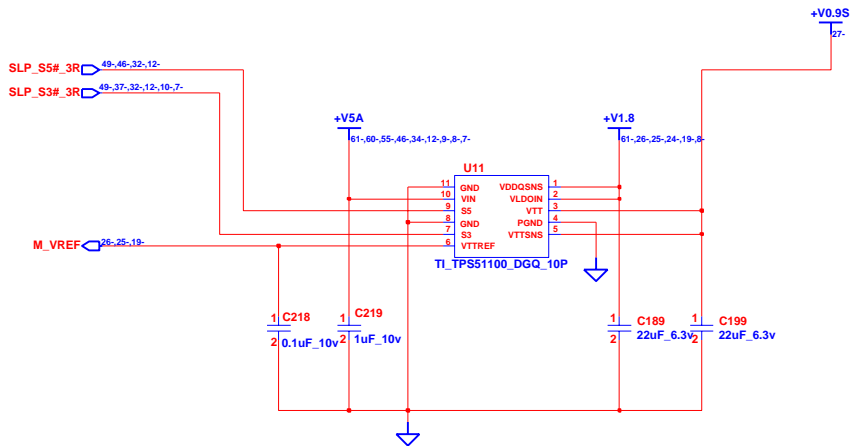 +V0.9S
27-
SLP_S5#_3R 49-,46-,32-,12-
SLP_S3#_3R 49-,37-,32-,12-,10-,7-
+V5A
61-,60-,55-,46-,34-,12-,9-,8-,7-
+V1.8
61-,26-,25-,24-,19-,8-
U11
11 GND VDDQSNS 1
10 VIN VLDOIN 2
9 S5 VTT 3
8 GND PGND 4
7 S3 VTTSNS 5
6 VTTREF
M_VREF 26-,25-,19-
TI_TPS51100_DGQ_10P
1 C218
2 0.1uF_10v
1 C219
2 1uF_10v
1 C189
2 22uF_6.3v
1 C199
2 22uF_6.3v